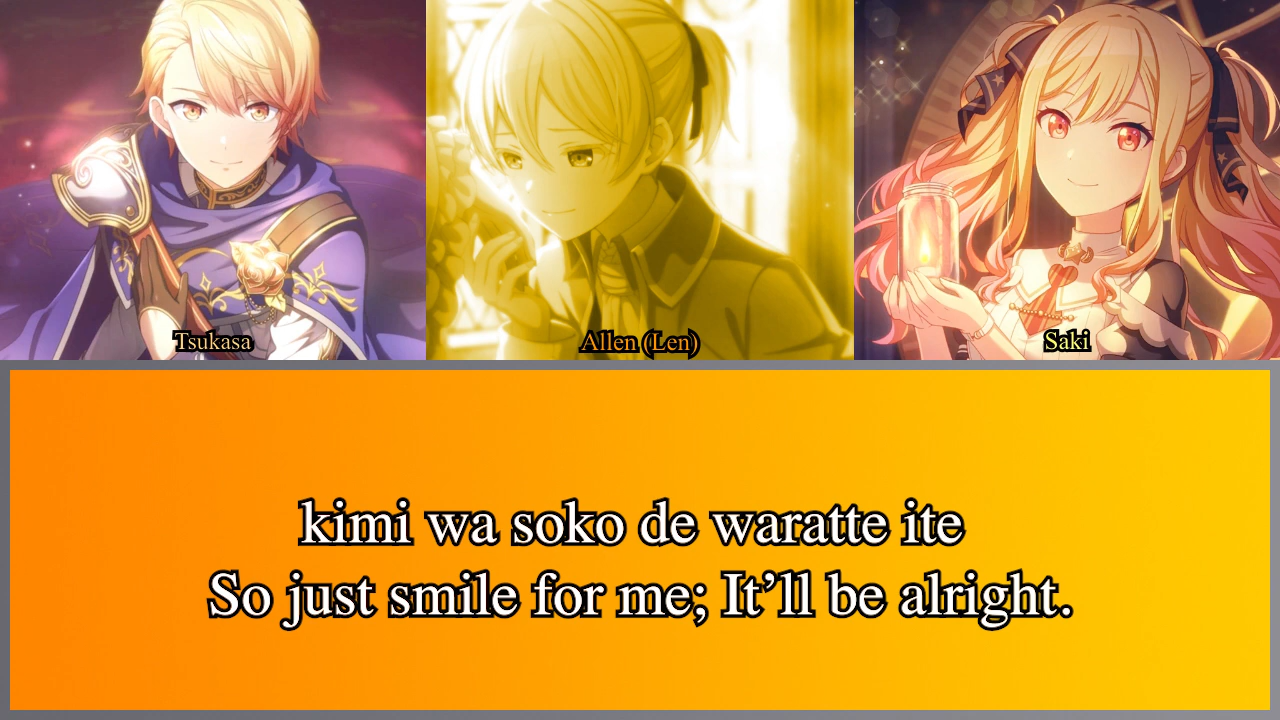 Tsukasa
Allen (Len)
Saki
kimi wa soko de waratte ite
So just smile for me; It’ll be alright.